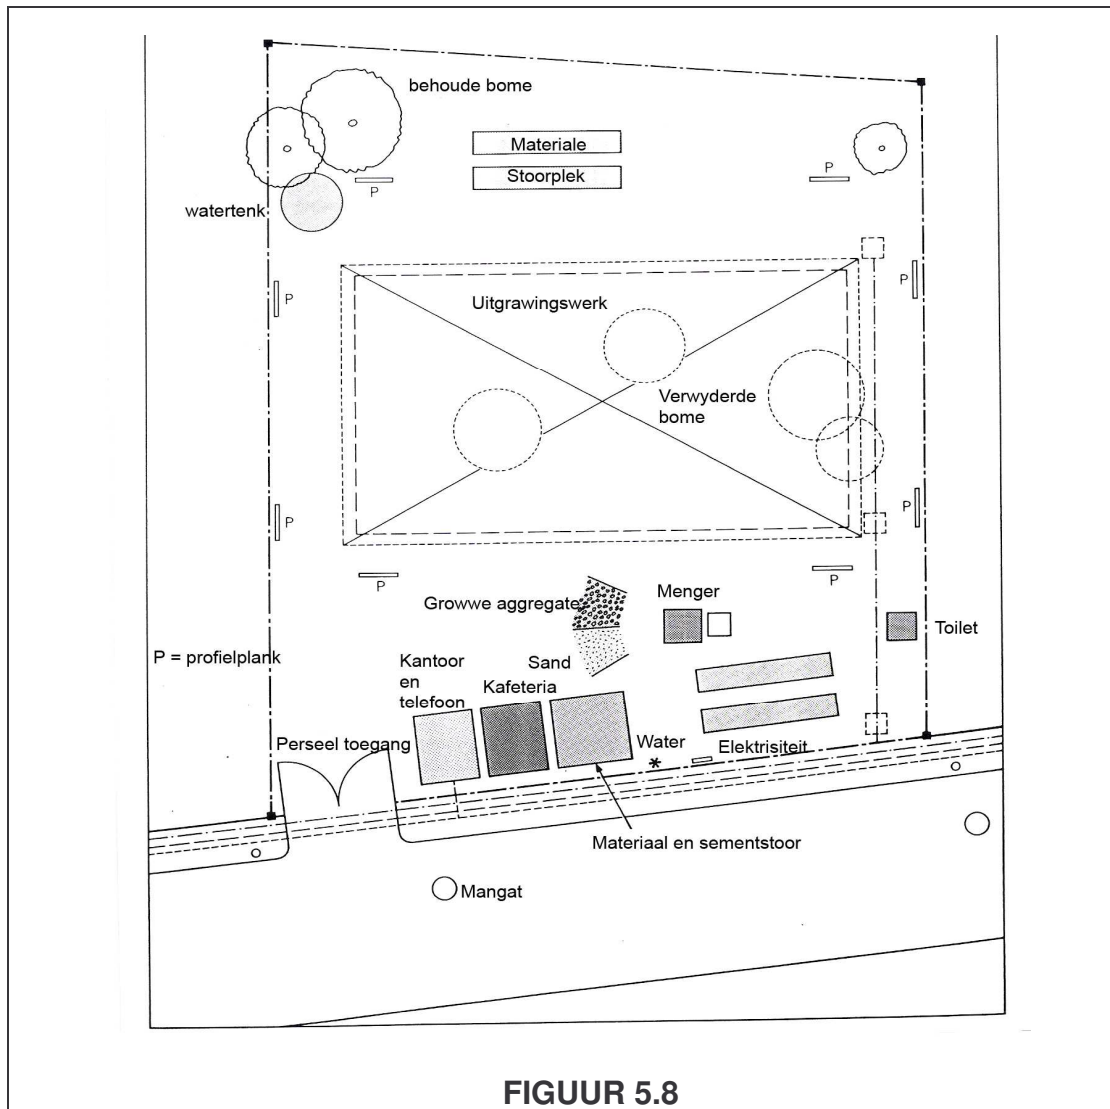 behoude bome
Materiale
Stoorplek
P
P
watertenk
P
P
Uitgrawingswerk
Verwyderde
bome
P
P
P
P
Menger
Growwe aggregate
Toilet
P = profielplank
Kantoor
en
telefoon
Sand
Kafeteria
Perseel toegang
Water
*
Elektrisiteit
Materiaal en sementstoor
Mangat
FIGUUR 5.8